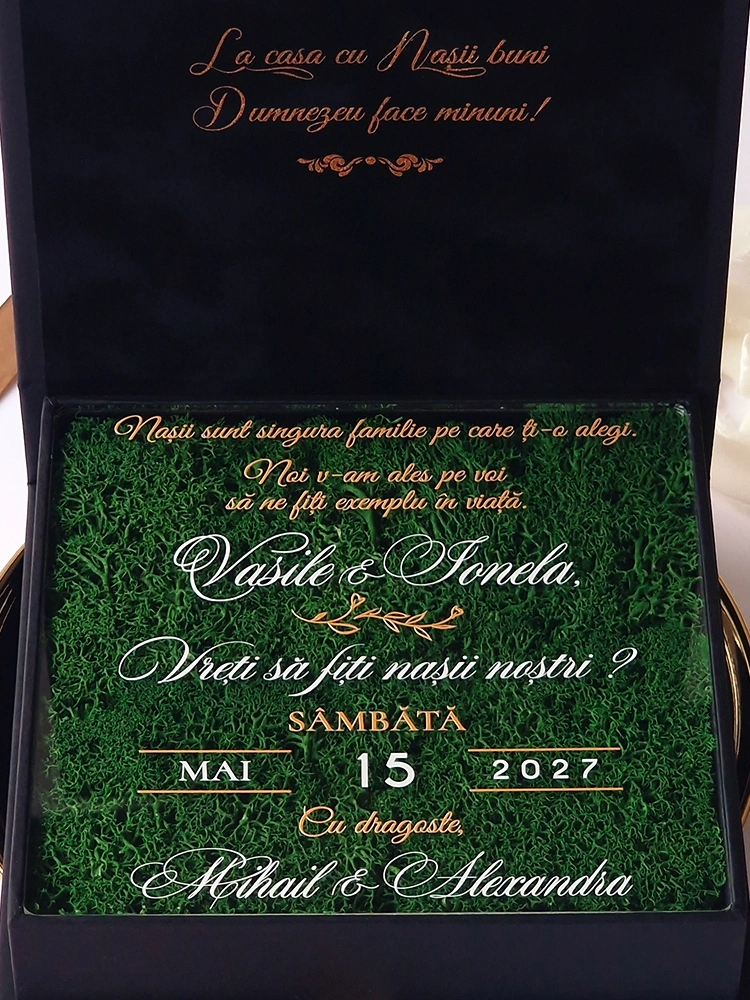 La casa cu Nașii buni
Dumnezeu face minuni!
Nașii sunt singura familie pe care ți-o alegi.
Noi v-am ales pe voi
să ne fiți exemplu în viață.
Vasile & Ionela,
Vreți să fiți nașii noștri ?
SÂMBĂTĂ
MAI 15 2027
Cu dragoste,
Mihail & Alexandra